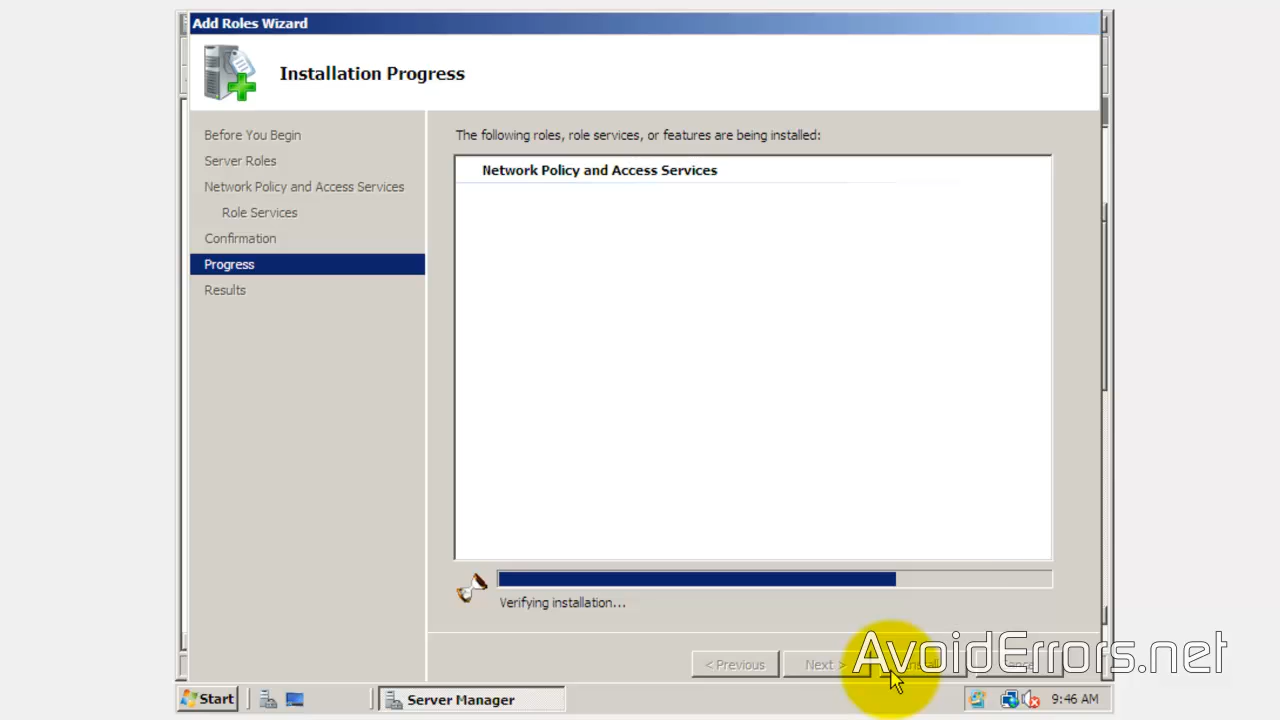 Add Roles Wizard
Installation Progress
Before You Begin
Server Roles
Network Policy and Access Services
Role Services
Confirmation
Progress
Results
The following roles, role services, or features are being installed:
Network Policy and Access Services
Verifying installation...
< Previous
Next >
AvoidErrors.net
Start
Server Manager
9:46 AM